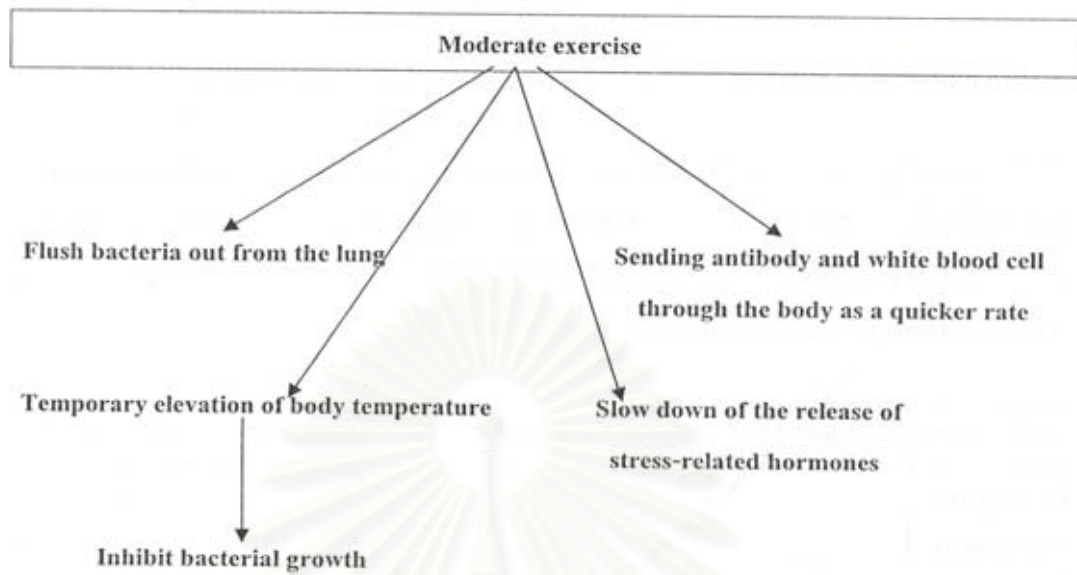 Moderate exercise
Flush bacteria out from the lung
Sending antibody and white blood cell
through the body as a quicker rate
Temporary elevation of body temperature
Slow down of the release of
stress-related hormones
Inhibit bacterial growth